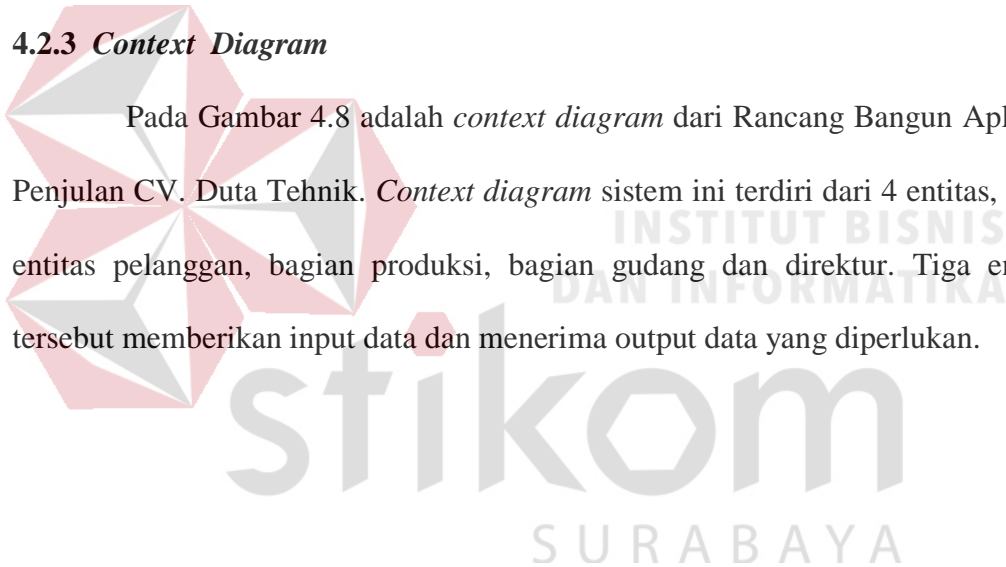 4.2.3 Context Diagram
Pada Gambar 4.8 adalah context diagram dari Rancang Bangun Apl
Penjulan CV. Duta Tehnik. Context diagram sistem ini terdiri dari 4 entitas,
INSTITUT BISNIS
entitas pelanggan, bagian produksi, bagian gudang dan direktur. Tiga en
DAN INFORMATIKA
tersebut memberikan input data dan menerima output data yang diperlukan.
stikom
SURABAYA